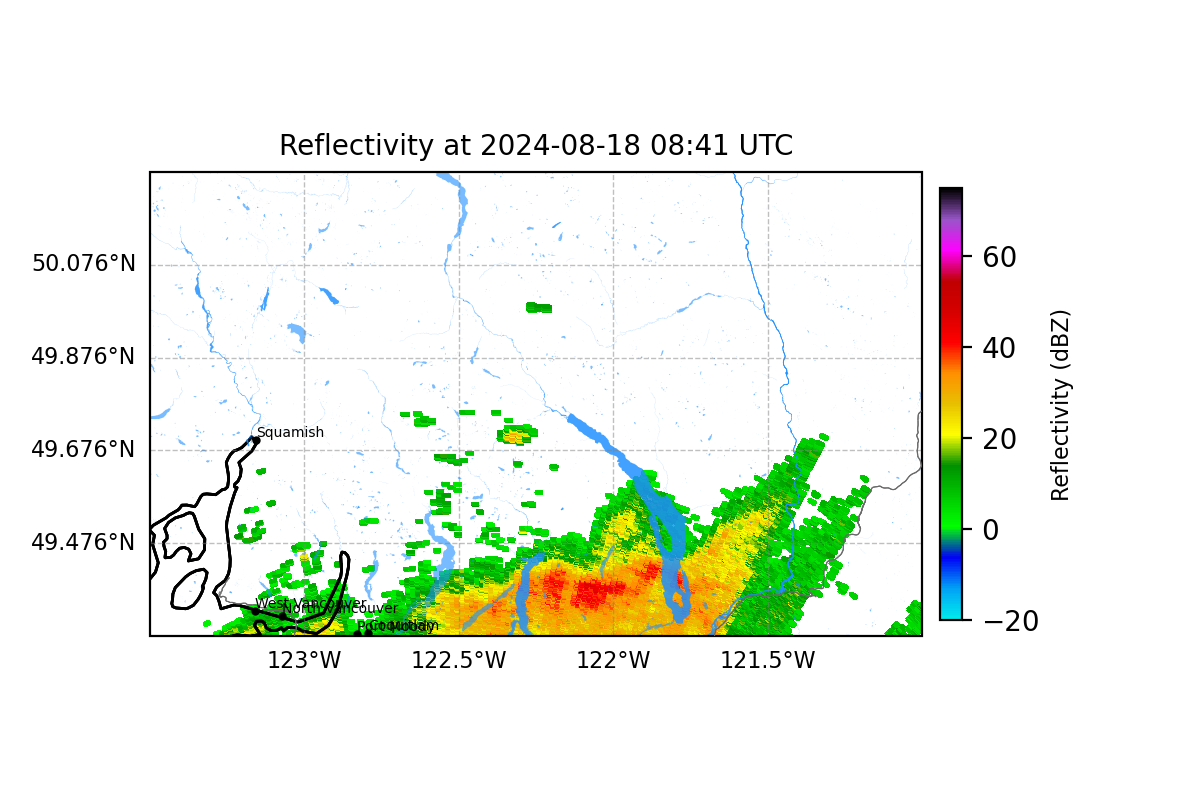 Reflectivity at 2024-08-18 08:41 UTC
50.076°N
49.876°N
49.676°N
49.476°N
Squamish
West Vancouver
North Vancouver
Port Moody
Coquitlam
123°W
122.5°W
122°W
121.5°W
60
40
20
0
−20
Reflectivity (dBZ)